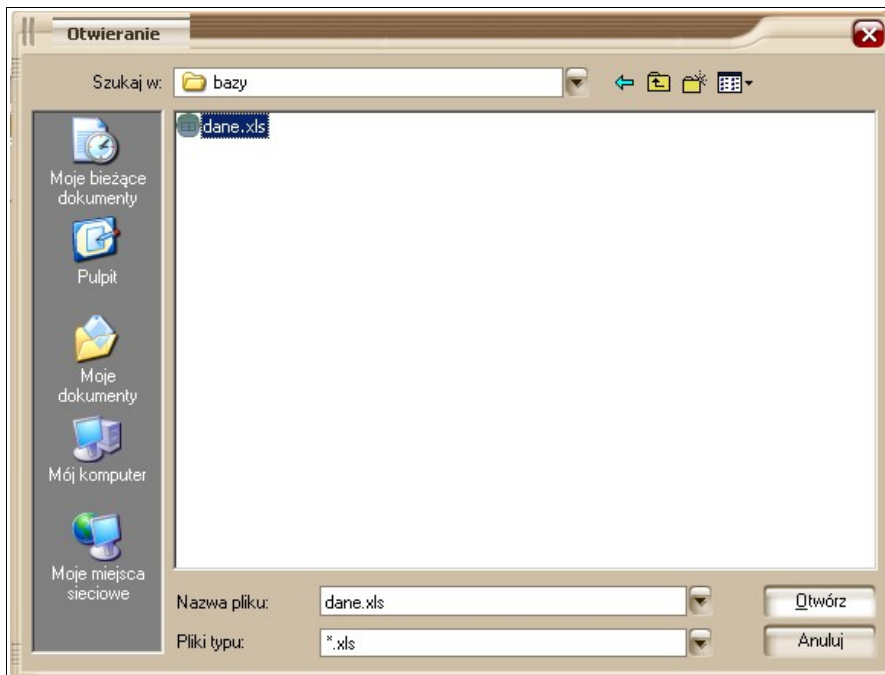 Otwieranie
Szukaj w:
bazy
dane.xls
Moje bieżące
dokumenty
Pulpit
Moje
dokumenty
Mój komputer
Moje miejsca
sieciowe
Nazwa pliku:
dane.xls
Otwórz
Pliki typu:
*.xls
Anuluj